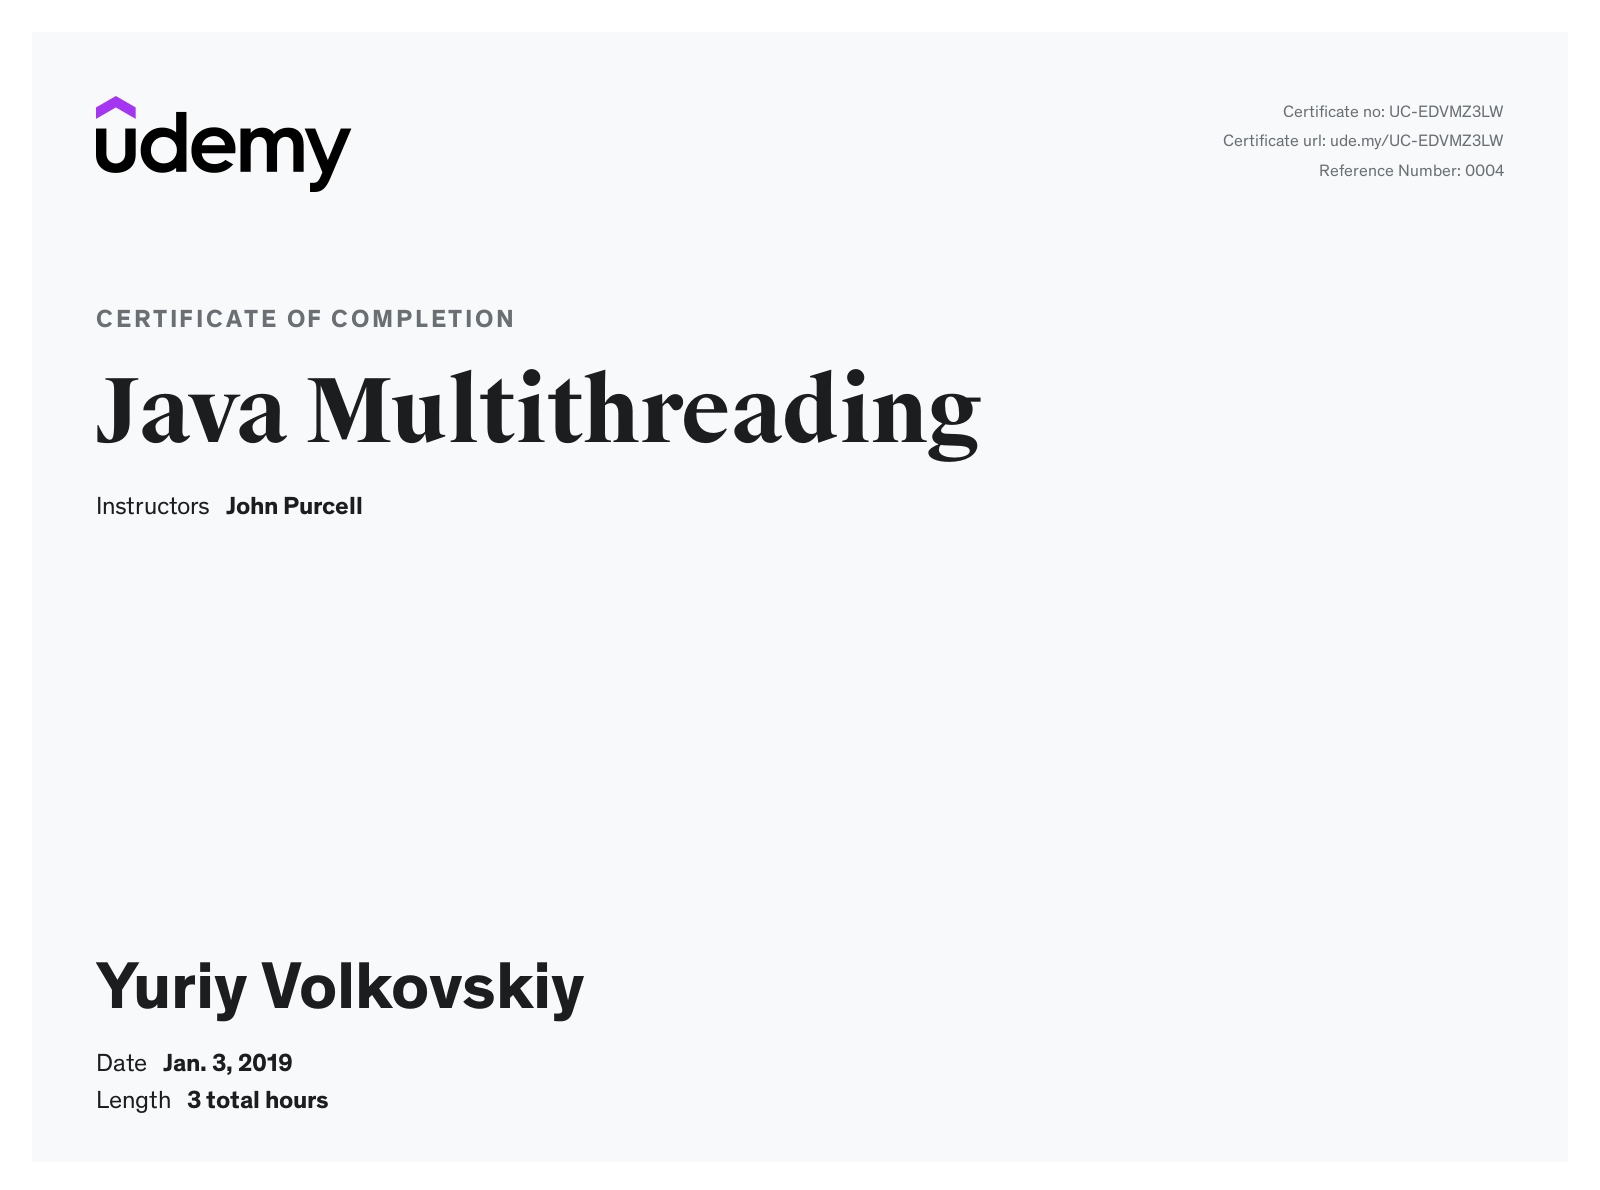 udemy
Certificate no: UC-EDVMZ3LW
Certificate url: ude.my/UC-EDVMZ3LW
Reference Number: 0004
CERTIFICATE OF COMPLETION
Java Multithreading
Instructors John Purcell
Yuriy Volkovskiy
Date Jan. 3, 2019
Length 3 total hours